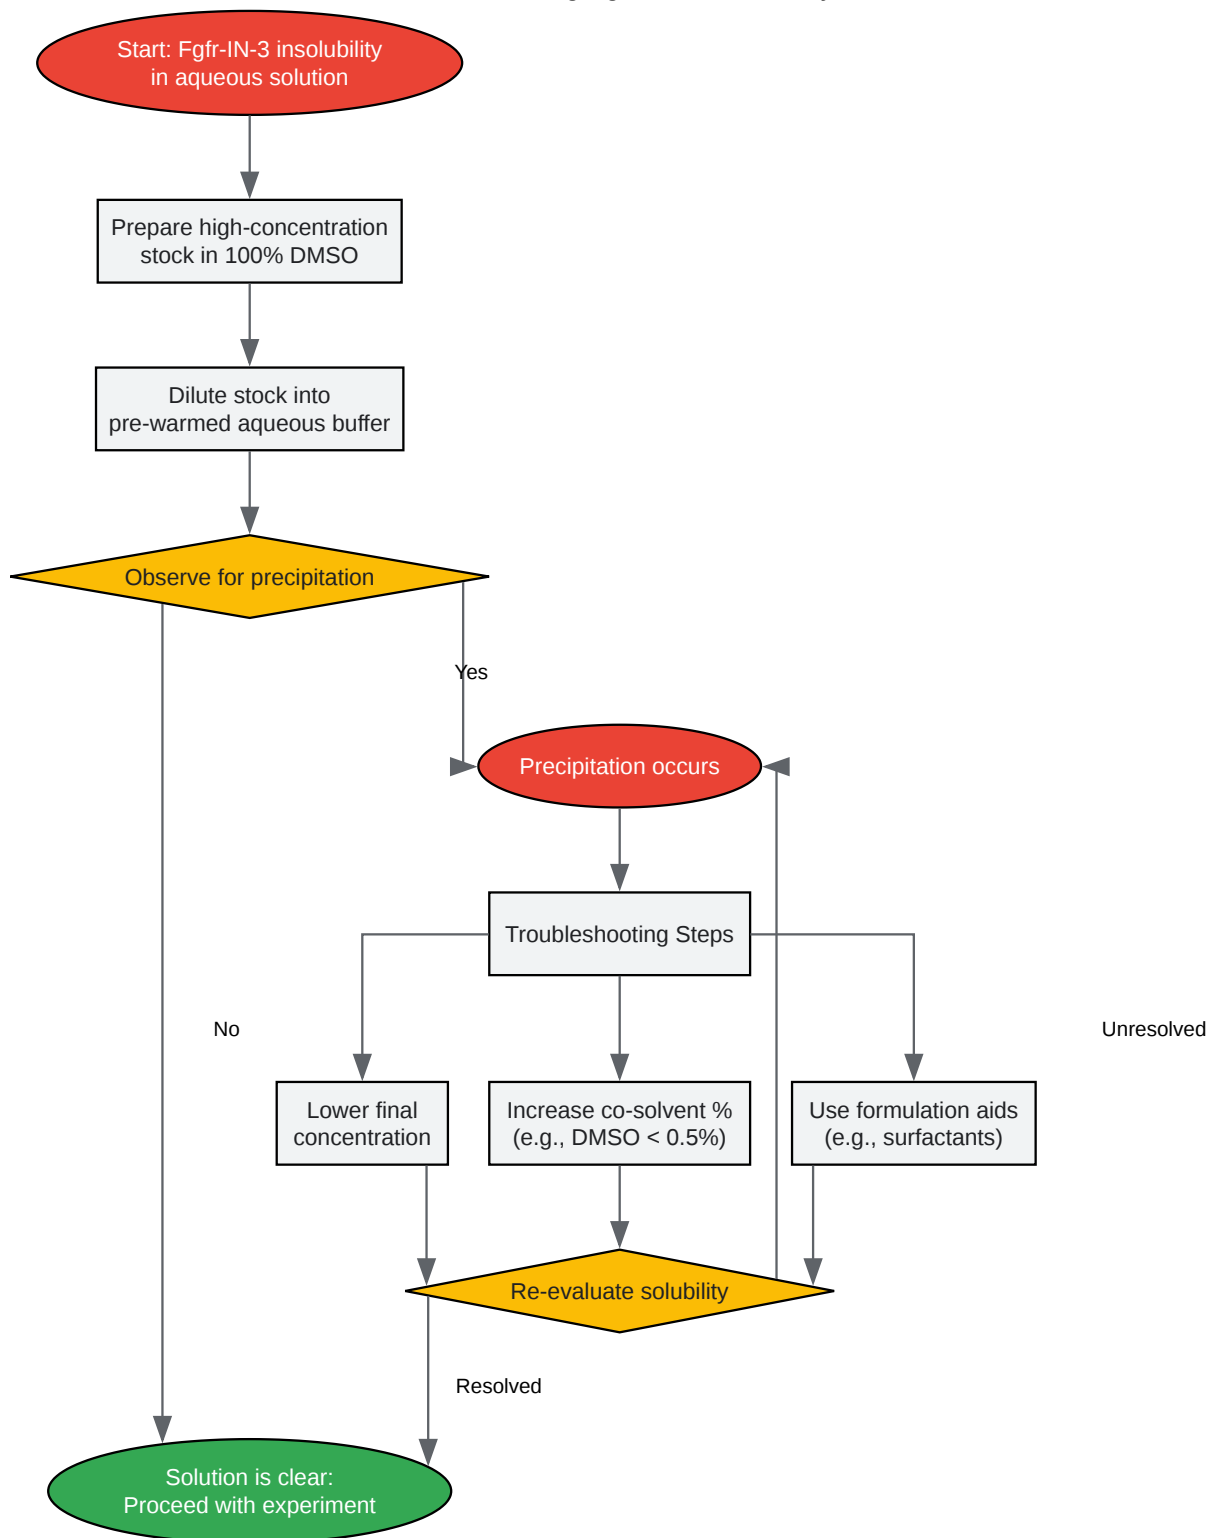 Start: Fgfr-IN-3 insolubility
in aqueous solution
Prepare high-concentration
stock in 100% DMSO
Dilute stock into
pre-warmed aqueous buffer
Observe for precipitation
Yes
Precipitation occurs
Troubleshooting Steps
No
Unresolved
Lower final
concentration
Increase co-solvent %
(e.g., DMSO < 0.5%)
Use formulation aids
(e.g., surfactants)
Re-evaluate solubility
Resolved
Solution is clear:
Proceed with experiment